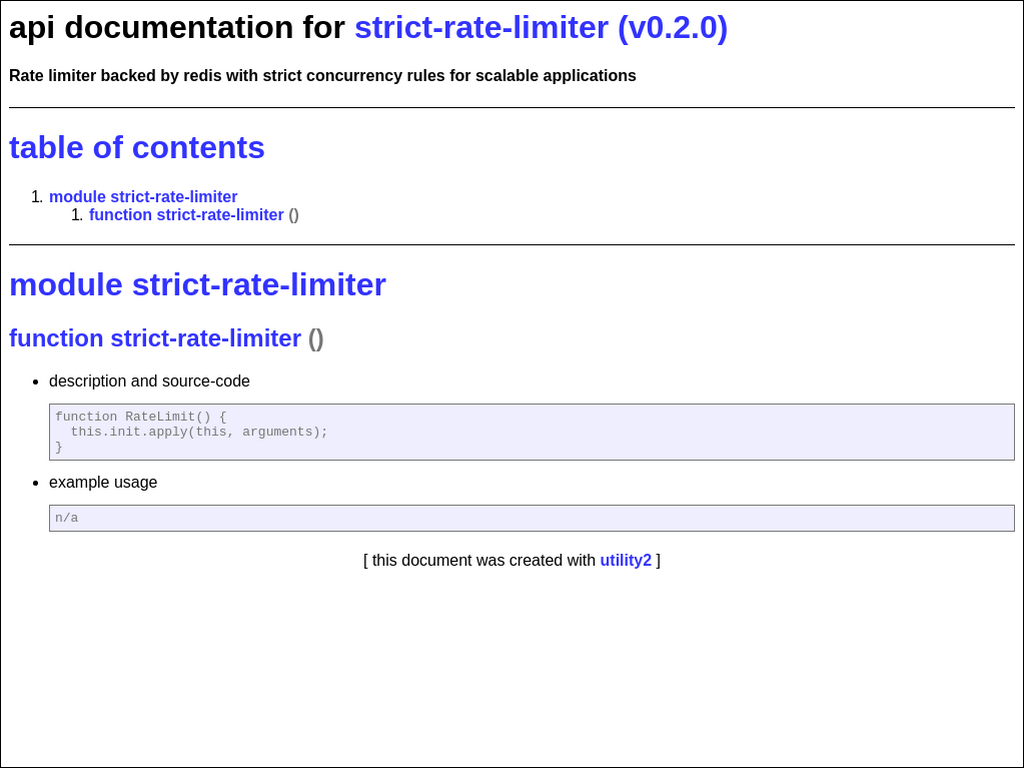 api documentation for strict-rate-limiter (v0.2.0)
Rate limiter backed by redis with strict concurrency rules for scalable applications
table of contents
1. module strict-rate-limiter
1. function strict-rate-limiter ()
module strict-rate-limiter
function strict-rate-limiter ()
• description and source-code
function RateLimit() {
  this.init.apply(this, arguments);
}
• example usage
n/a
[ this document was created with utility2 ]